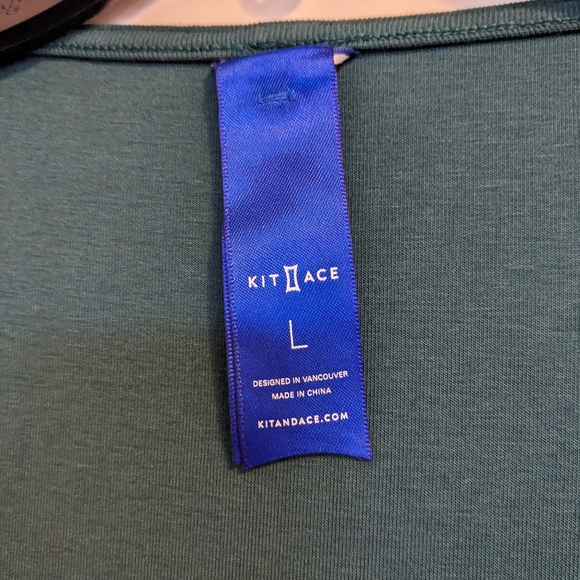 KIT ACE
L
DESIGNED IN VANCOUVER
MADE IN CHINA
KITANDACE.COM